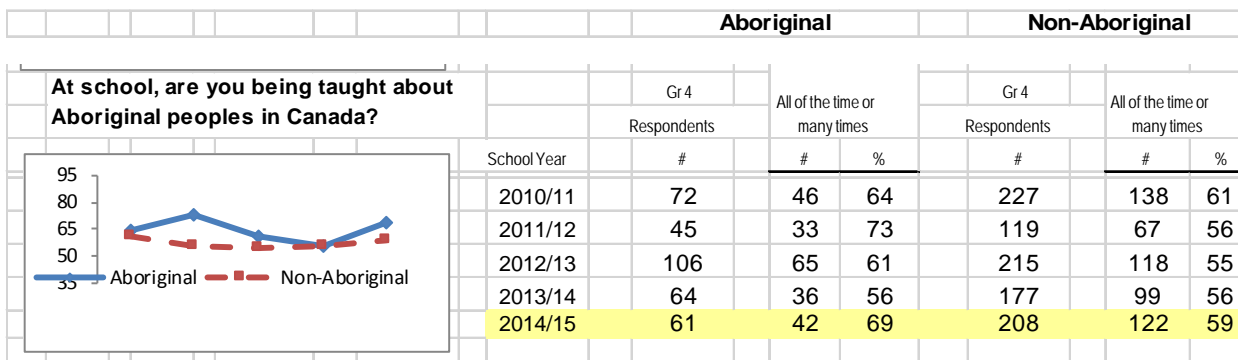 Aboriginal Non-Aboriginal
At school, are you being taught about
Aboriginal peoples in Canada?
Gr 4 All of the time or many times Gr 4 All of the time or many times
Respondents Respondents
School Year # # % # # %
2010/11 72 46 64 227 138 61
2011/12 45 33 73 119 67 56
2012/13 106 65 61 215 118 55
2013/14 64 36 56 177 99 56
2014/15 61 42 69 208 122 59
95
80
65
50
35
Aboriginal Non-Aboriginal